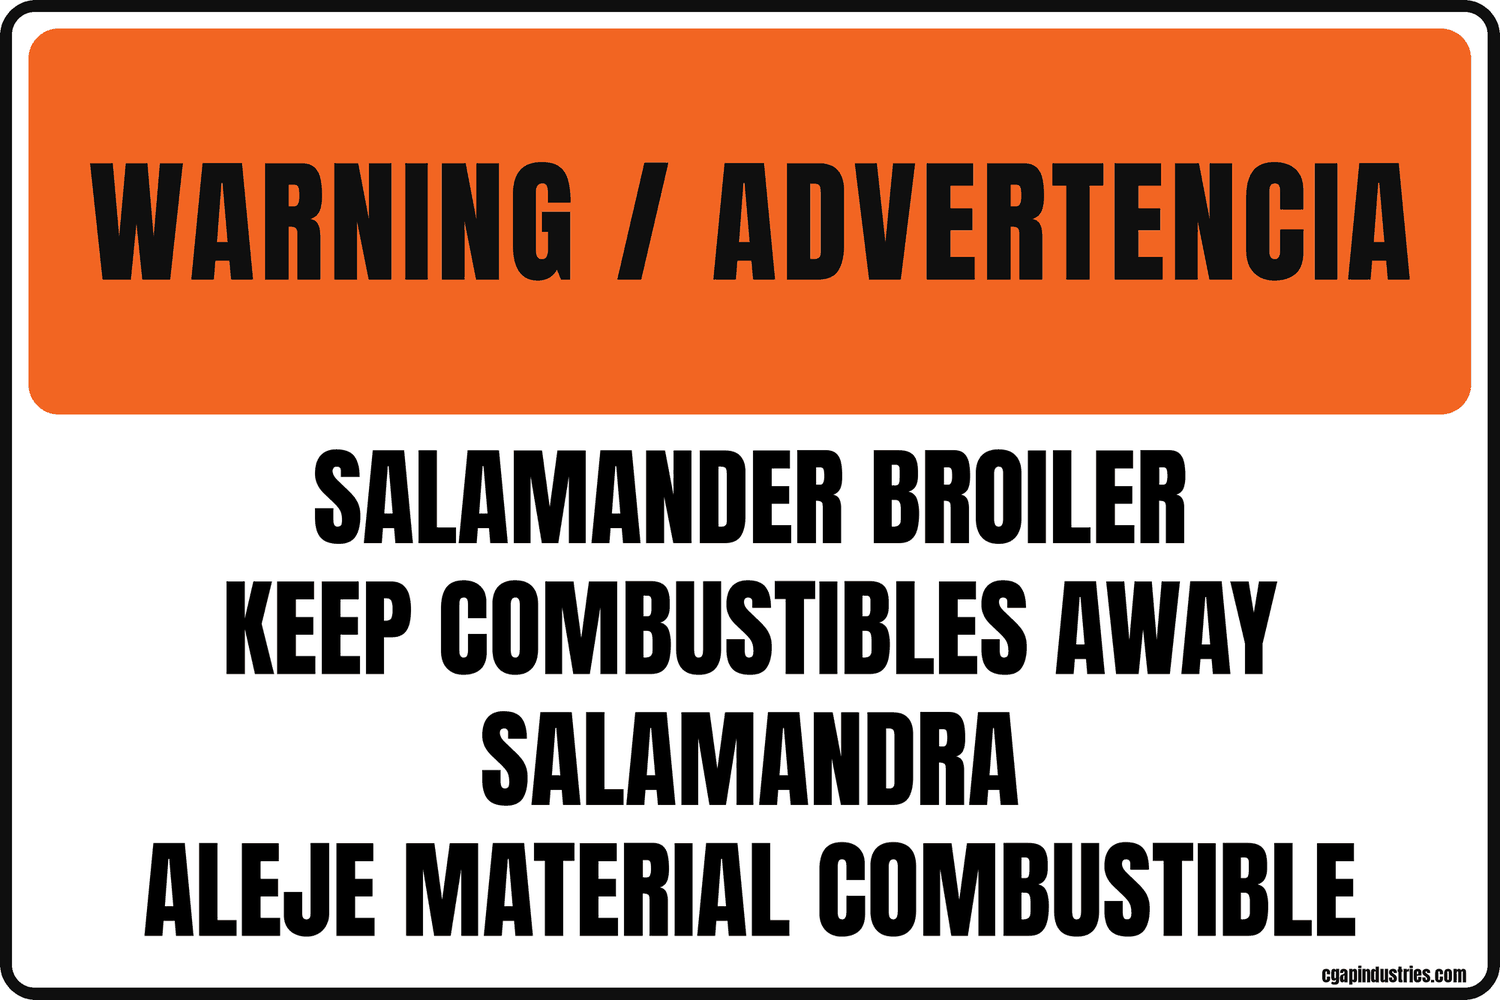 WARNING / ADVERTENCIA
SALAMANDER BROILER
KEEP COMBUSTIBLES AWAY
SALAMANDRA
ALEJE MATERIAL COMBUSTIBLE
cgapindustries.com